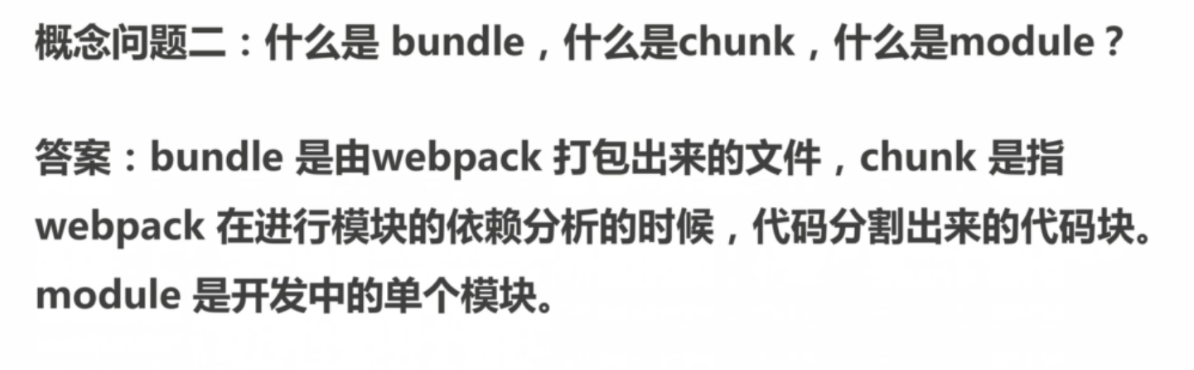 概念问题二：什么是 bundle，什么是chunk，什么是module？
答案：bundle 是由webpack 打包出来的文件，chunk 是指
webpack 在进行模块的依赖分析的时候，代码分割出来的代码块。
module 是开发中的单个模块。